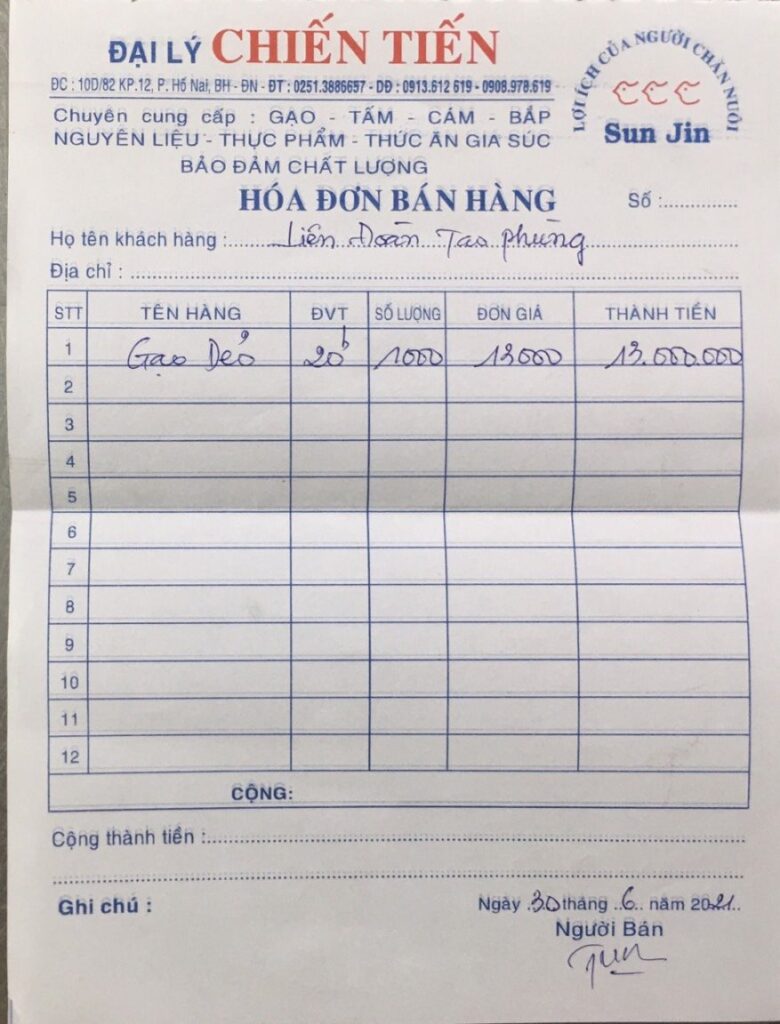 ĐẠI LÝ CHIẾN TIẾN
ĐC : 10D/82 KP.12, P. Hố Nai, BH - ĐN - ĐT : 0251.3886657 - DĐ : 0913.612 619 - 0908.978.619
Chuyên cung cấp : GẠO - TẤM - CÁM - BẮP
NGUYÊN LIỆU - THỰC PHẨM - THỨC ĂN GIA SÚC
BẢO ĐẢM CHẤT LƯỢNG
LỢI ÍCH CỦA NGƯỜI CHĂN NUÔI
CCC
Sun Jin
HÓA ĐƠN BÁN HÀNG
Số :
Họ tên khách hàng : Liên Đoàn Tao Phùng
Địa chỉ :
STT TÊN HÀNG ĐVT SỐ LƯỢNG ĐƠN GIÁ THÀNH TIỀN
1 Gạo Dẻo 20b 1000 13000 13.000.000
2
3
4
5
6
7
8
9
10
11
12
CỘNG:
Cộng thành tiền :
Ghi chú :
Ngày 30 tháng 6 năm 2021
Người Bán